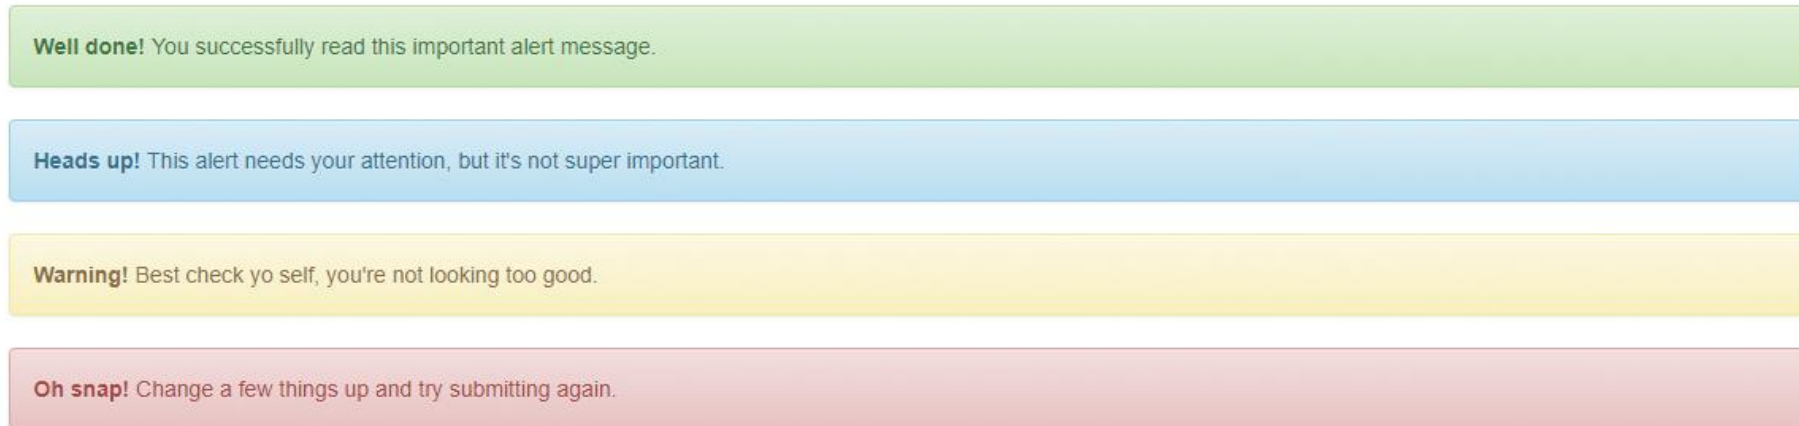 Well done! You successfully read this important alert message.
Heads up! This alert needs your attention, but it's not super important.
Warning! Best check yo self, you're not looking too good.
Oh snap! Change a few things up and try submitting again.